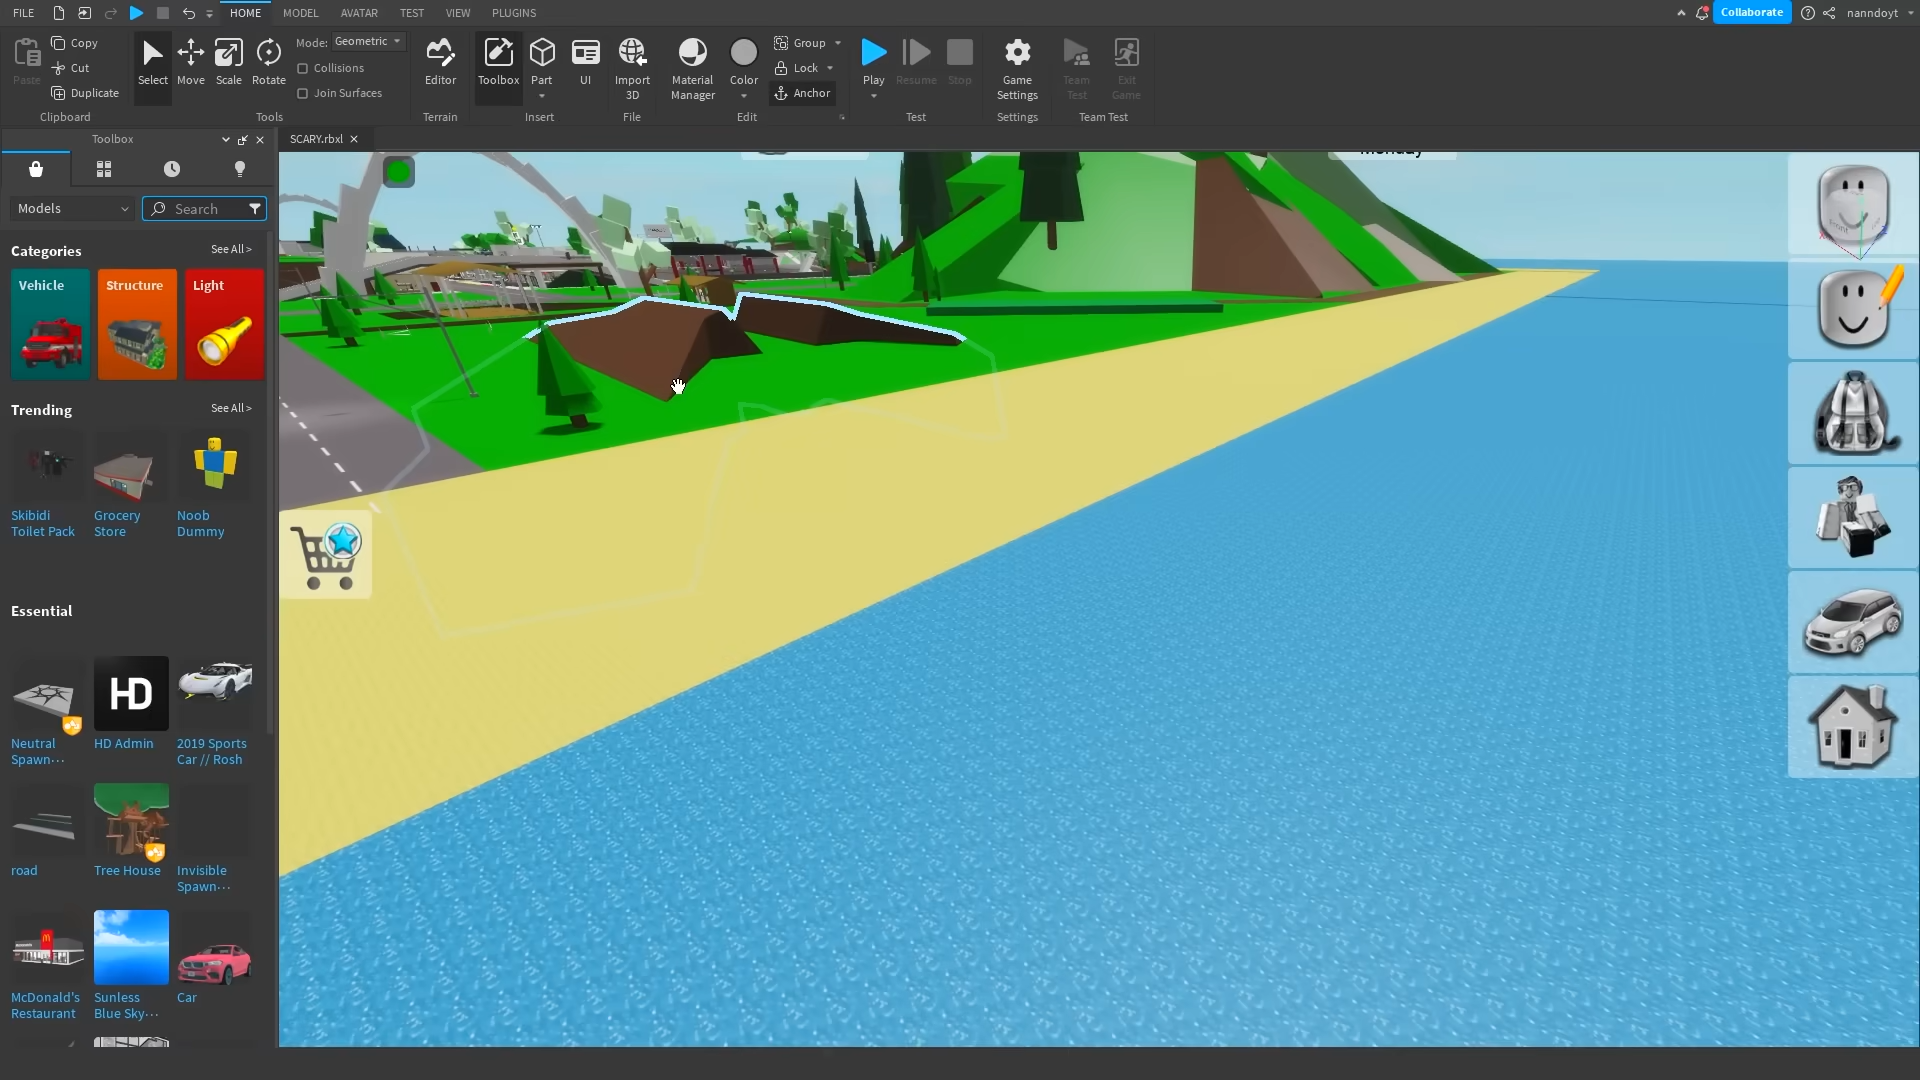 FILE HOME MODEL AVATAR TEST VIEW PLUGINS Collaborate nanndoyt
Paste Copy Cut Duplicate
Clipboard
Select Move Scale Rotate
Mode: Geometric
Collisions
Join Surfaces
Tools
Editor
Terrain
Toolbox Part UI
Insert
Import
3D
File
Material
Manager
Color
Group
Lock
Anchor
Edit
Play Resume Stop
Test
Game
Settings
Settings
Team
Test
Exit
Game
Team Test
Toolbox
SCARY.rbxl
Models
Search
Categories See All >
Vehicle Structure Light
Trending See All >
Skibidi
Toilet Pack
Grocery
Store
Noob
Dummy
Essential
HD
Neutral
Spawn...
HD Admin
2019 Sports
Car // Rosh
road
Tree House
Invisible
Spawn...
McDonald's
Restaurant
Sunless
Blue Sky...
Car
Monday
Front